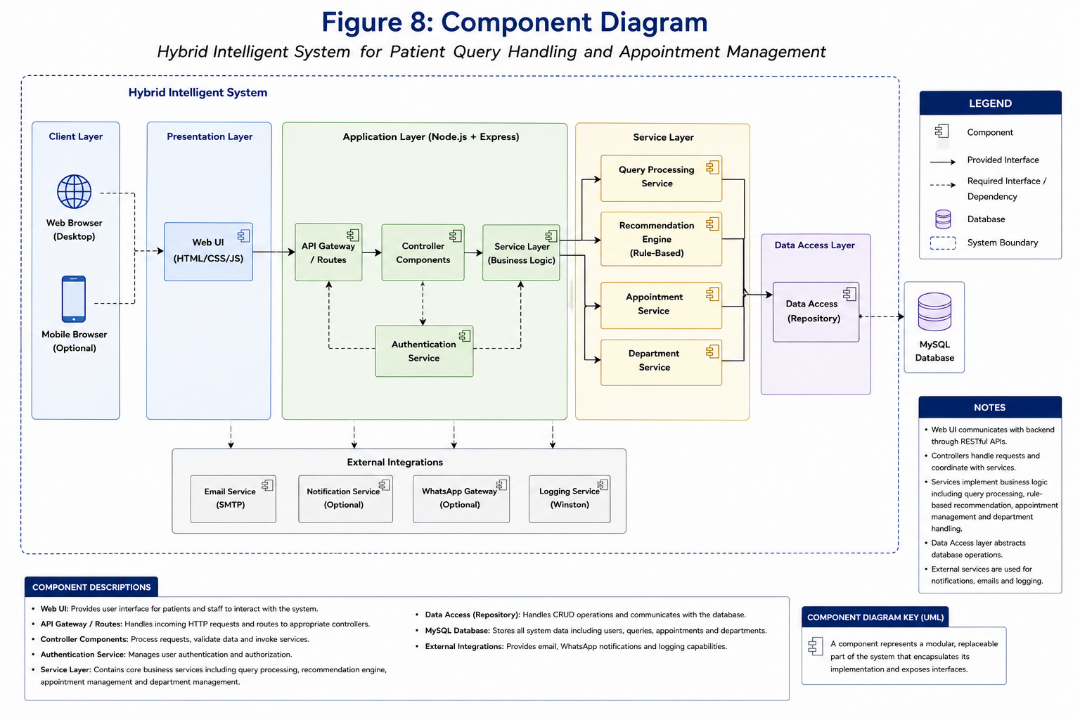 Figure 8: Component Diagram
Hybrid Intelligent System for Patient Query Handling and Appointment Management
Hybrid Intelligent System
Client Layer
Web Browser
(Desktop)
Mobile Browser
(Optional)
Presentation Layer
Web UI
(HTML/CSS/JS)
Application Layer (Node.js + Express)
API Gateway
/ Routes
Controller
Components
Service Layer
(Business Logic)
Authentication
Service
Service Layer
Query Processing
Service
Recommendation
Engine
(Rule-Based)
Appointment
Service
Department
Service
Data Access Layer
Data Access
(Repository)
MySQL
Database
External Integrations
Email Service
(SMTP)
Notification Service
(Optional)
WhatsApp Gateway
(Optional)
Logging Service
(Winston)
LEGEND
Component
Provided Interface
Required Interface /
Dependency
Database
System Boundary
NOTES
• Web UI communicates with backend
through RESTful APIs.
• Controllers handle requests and
coordinate with services.
• Services implement business logic
including query processing, rule-
based recommendation, appointment
management and department
handling.
• Data Access layer abstracts
database operations.
• External services are used for
notifications, emails and logging.
COMPONENT DESCRIPTIONS
• Web UI: Provides user interface for patients and staff to interact with the system.
• API Gateway / Routes: Handles incoming HTTP requests and routes to appropriate controllers.
• Controller Components: Process requests, validate data and invoke services.
• Authentication Service: Manages user authentication and authorization.
• Service Layer: Contains core business services including query processing, recommendation engine,
appointment management and department management.
• Data Access (Repository): Handles CRUD operations and communicates with the database.
• MySQL Database: Stores all system data including users, queries, appointments and departments.
• External Integrations: Provides email, WhatsApp notifications and logging capabilities.
COMPONENT DIAGRAM KEY (UML)
A component represents a modular, replaceable
part of the system that encapsulates its
implementation and exposes interfaces.